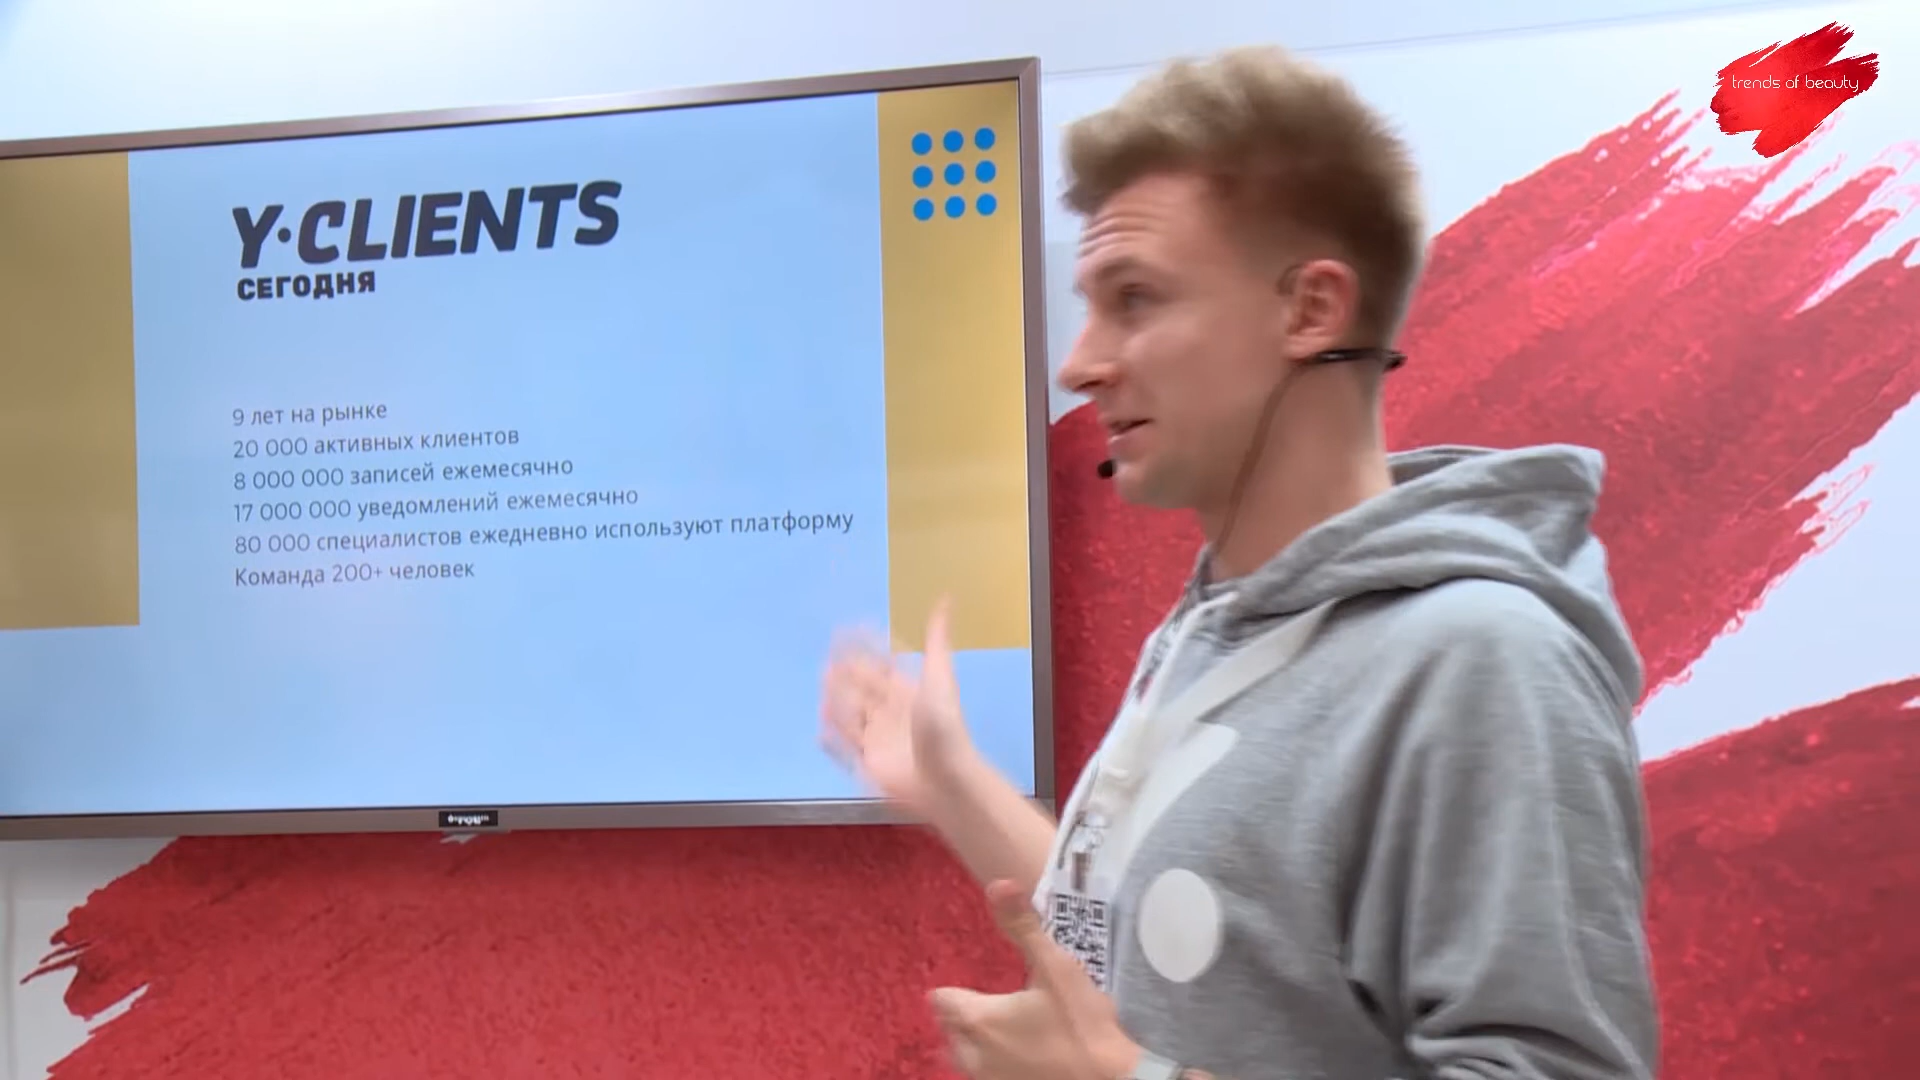 trends of beauty
Y·CLIENTS
СЕГОДНЯ
9 лет на рынке
20 000 активных клиентов
8 000 000 записей ежемесячно
17 000 000 уведомлений ежемесячно
80 000 специалистов ежедневно используют платформу
Команда 200+ человек